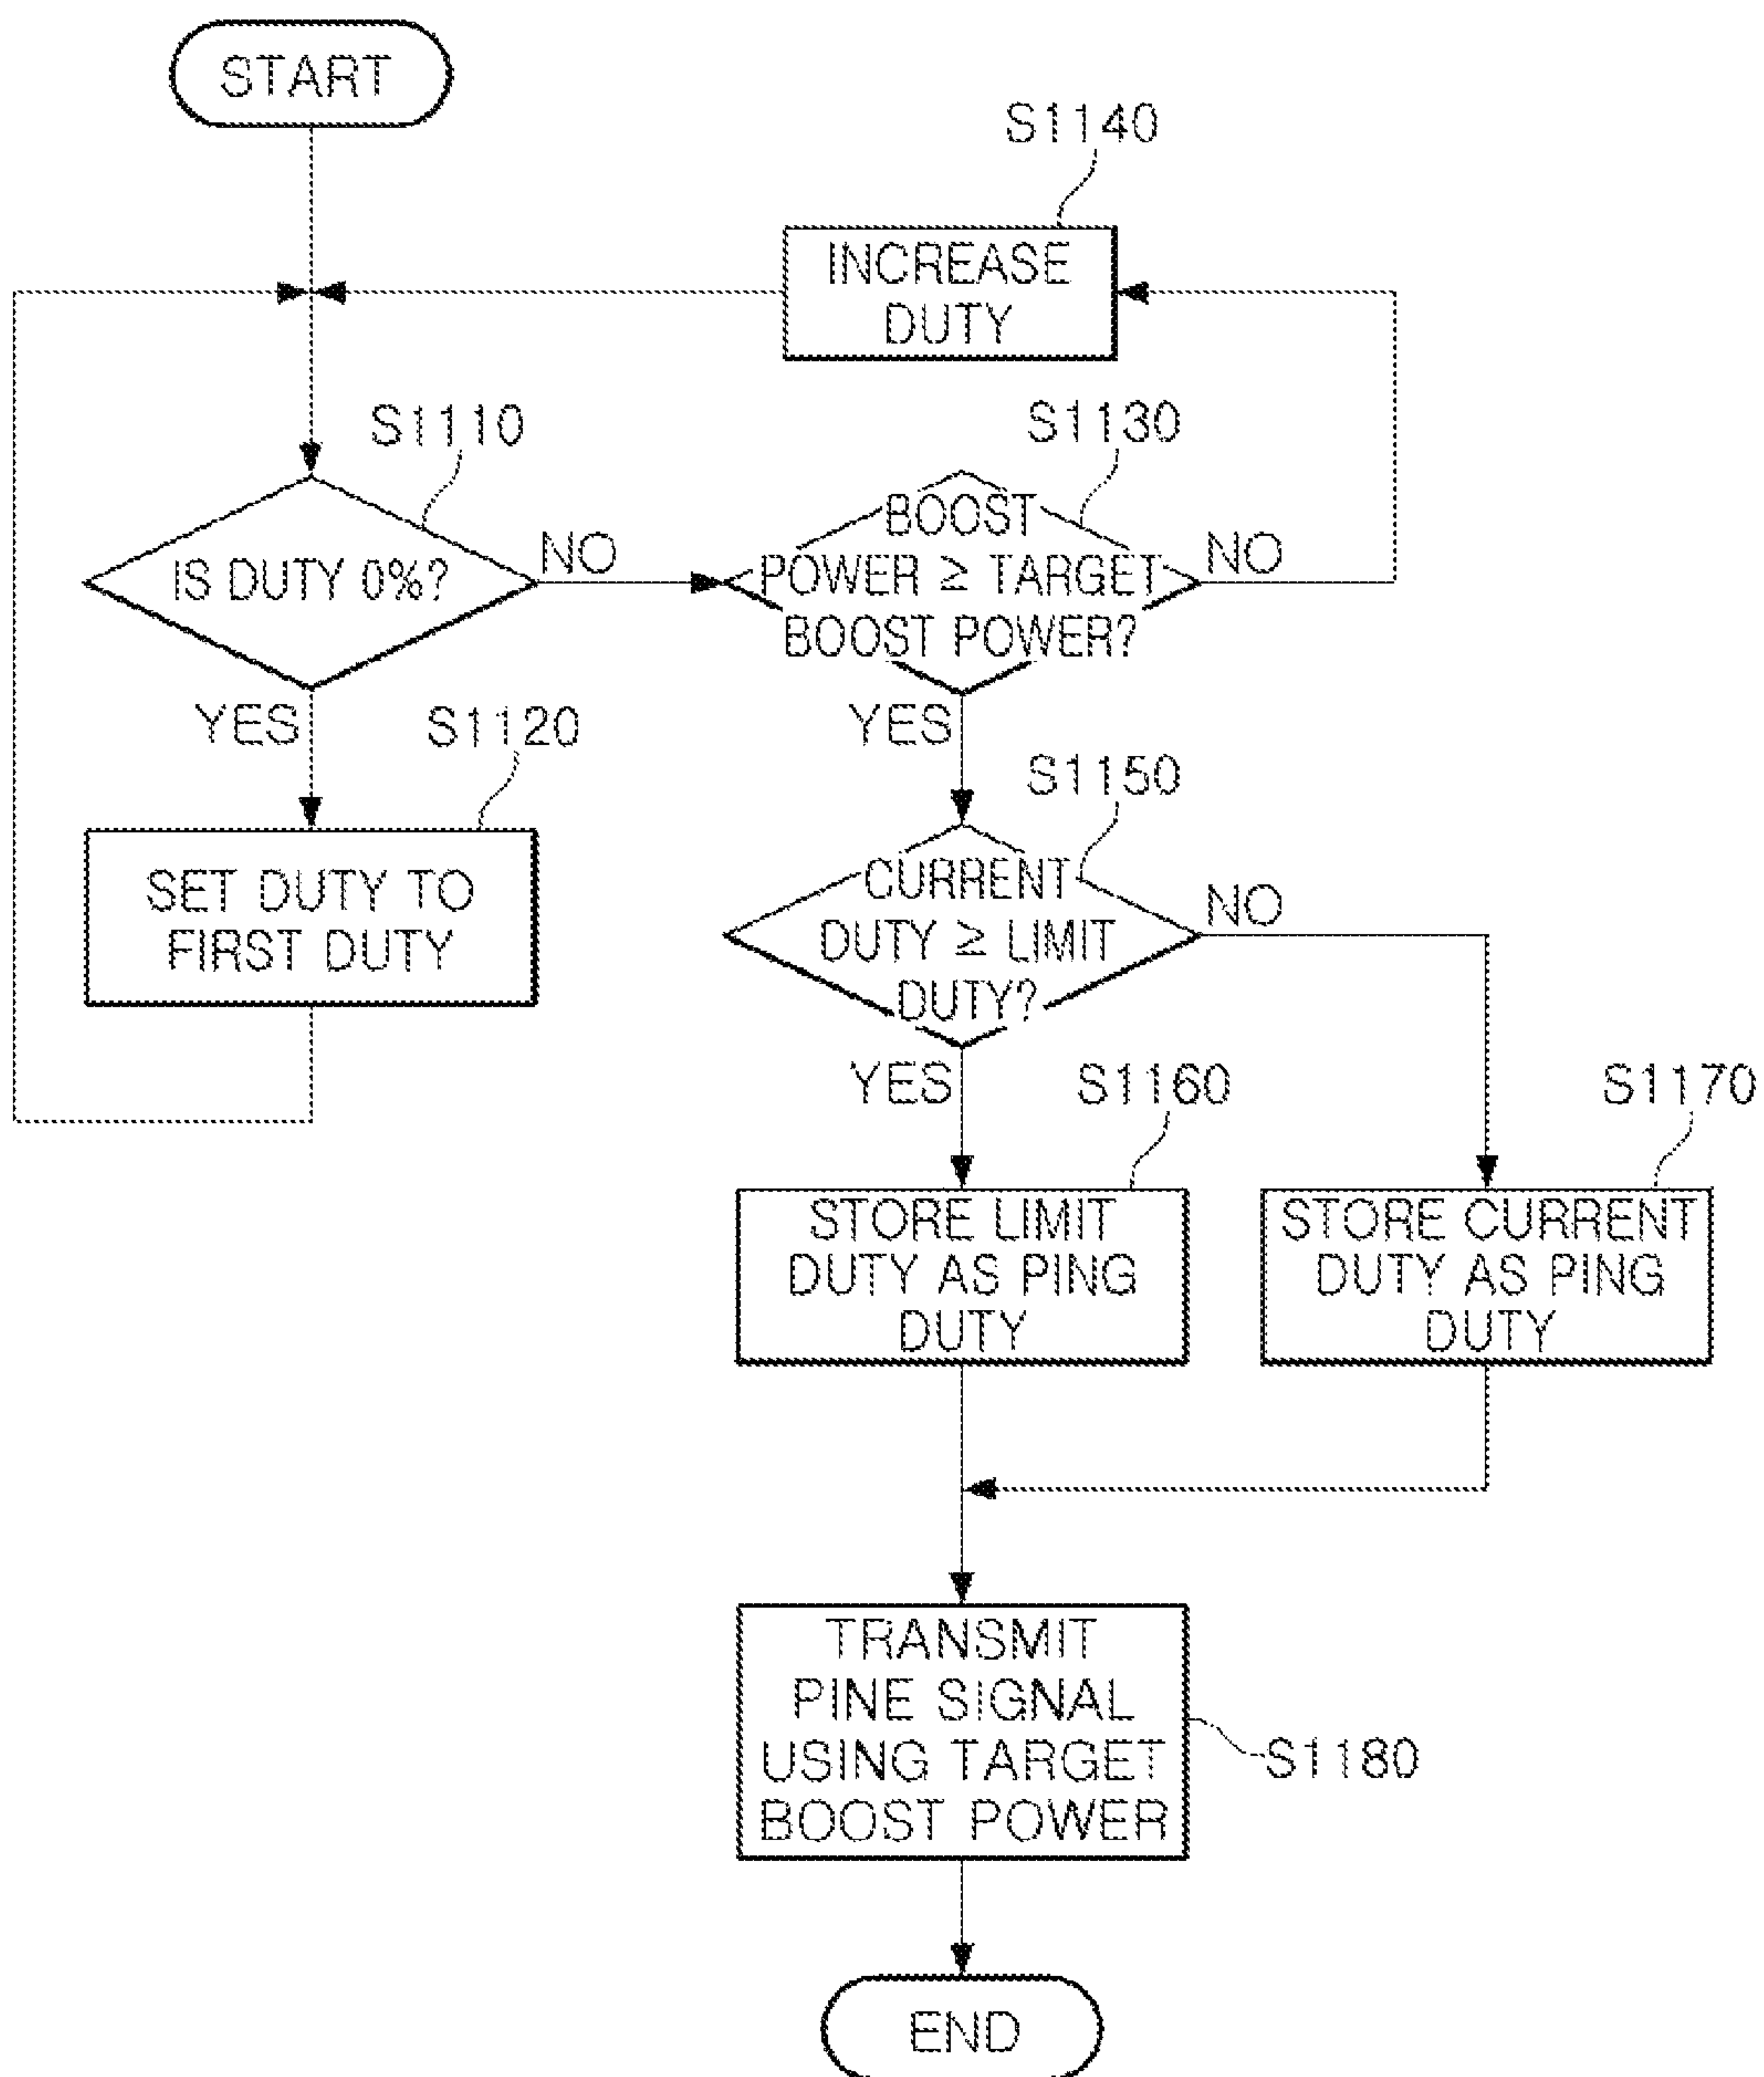 START
S1140
INCREASE
DUTY
S1110
S1130
IS DUTY 0%?
NO
BOOST
POWER ≥ TARGET
BOOST POWER?
NO
YES
S1120
YES
S1150
SET DUTY TO
FIRST DUTY
CURRENT
DUTY ≥ LIMIT
DUTY?
NO
YES
S1160
S1170
STORE LIMIT
DUTY AS PING
DUTY
STORE CURRENT
DUTY AS PING
DUTY
TRANSMIT
PINE SIGNAL
USING TARGET
BOOST POWER
S1180
END